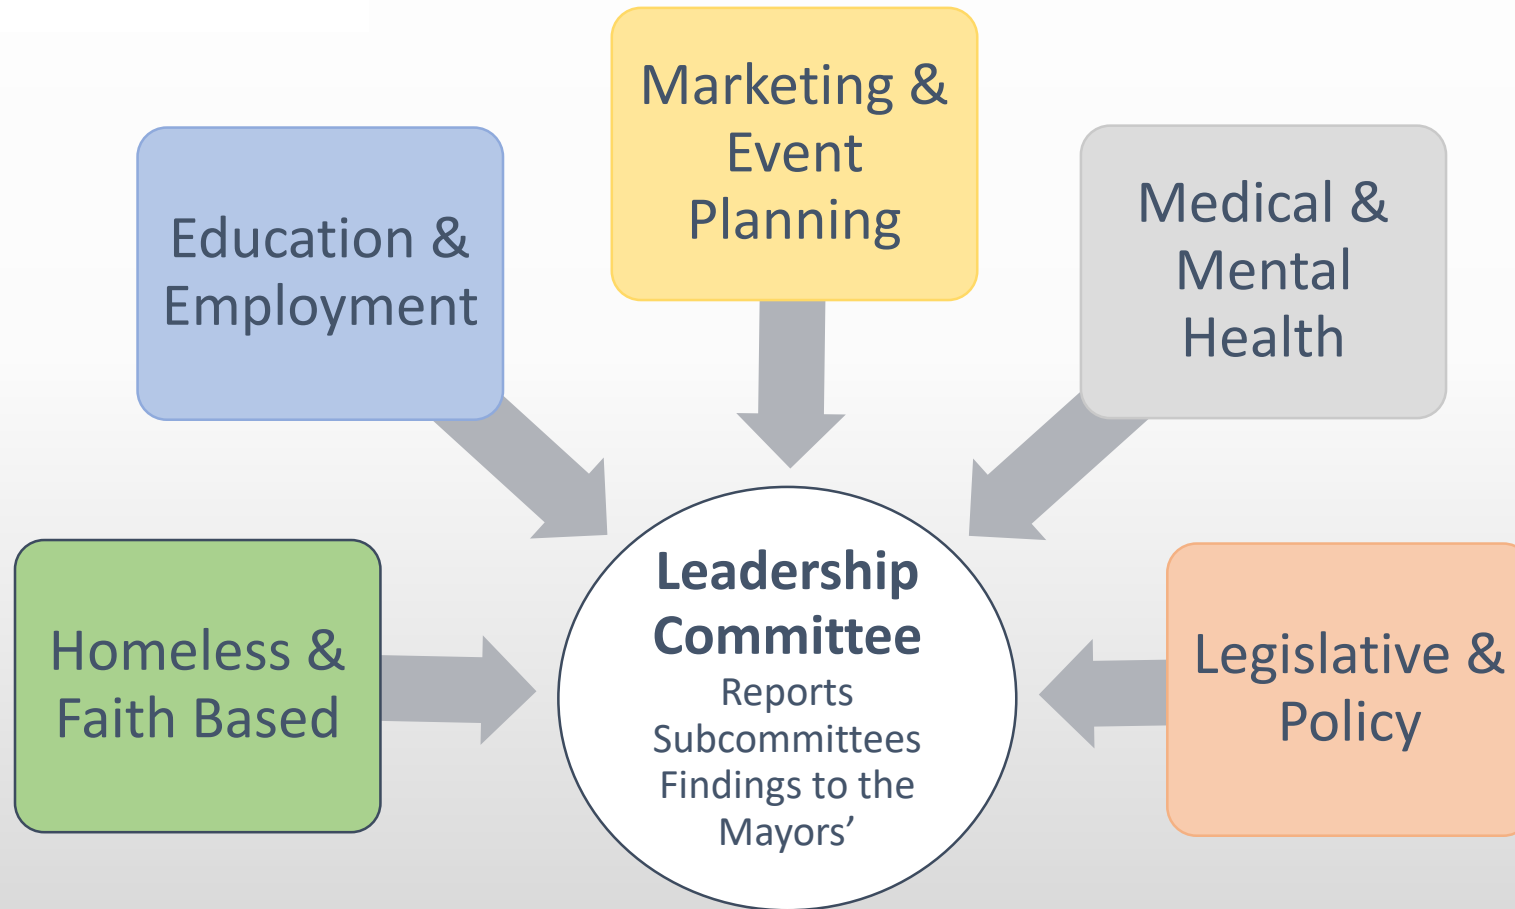 Marketing &
Event
Planning
Education &
Employment
Medical &
Mental
Health
Homeless &
Faith Based
Leadership
Committee
Reports
Subcommittees
Findings to the
Mayors’
Legislative &
Policy